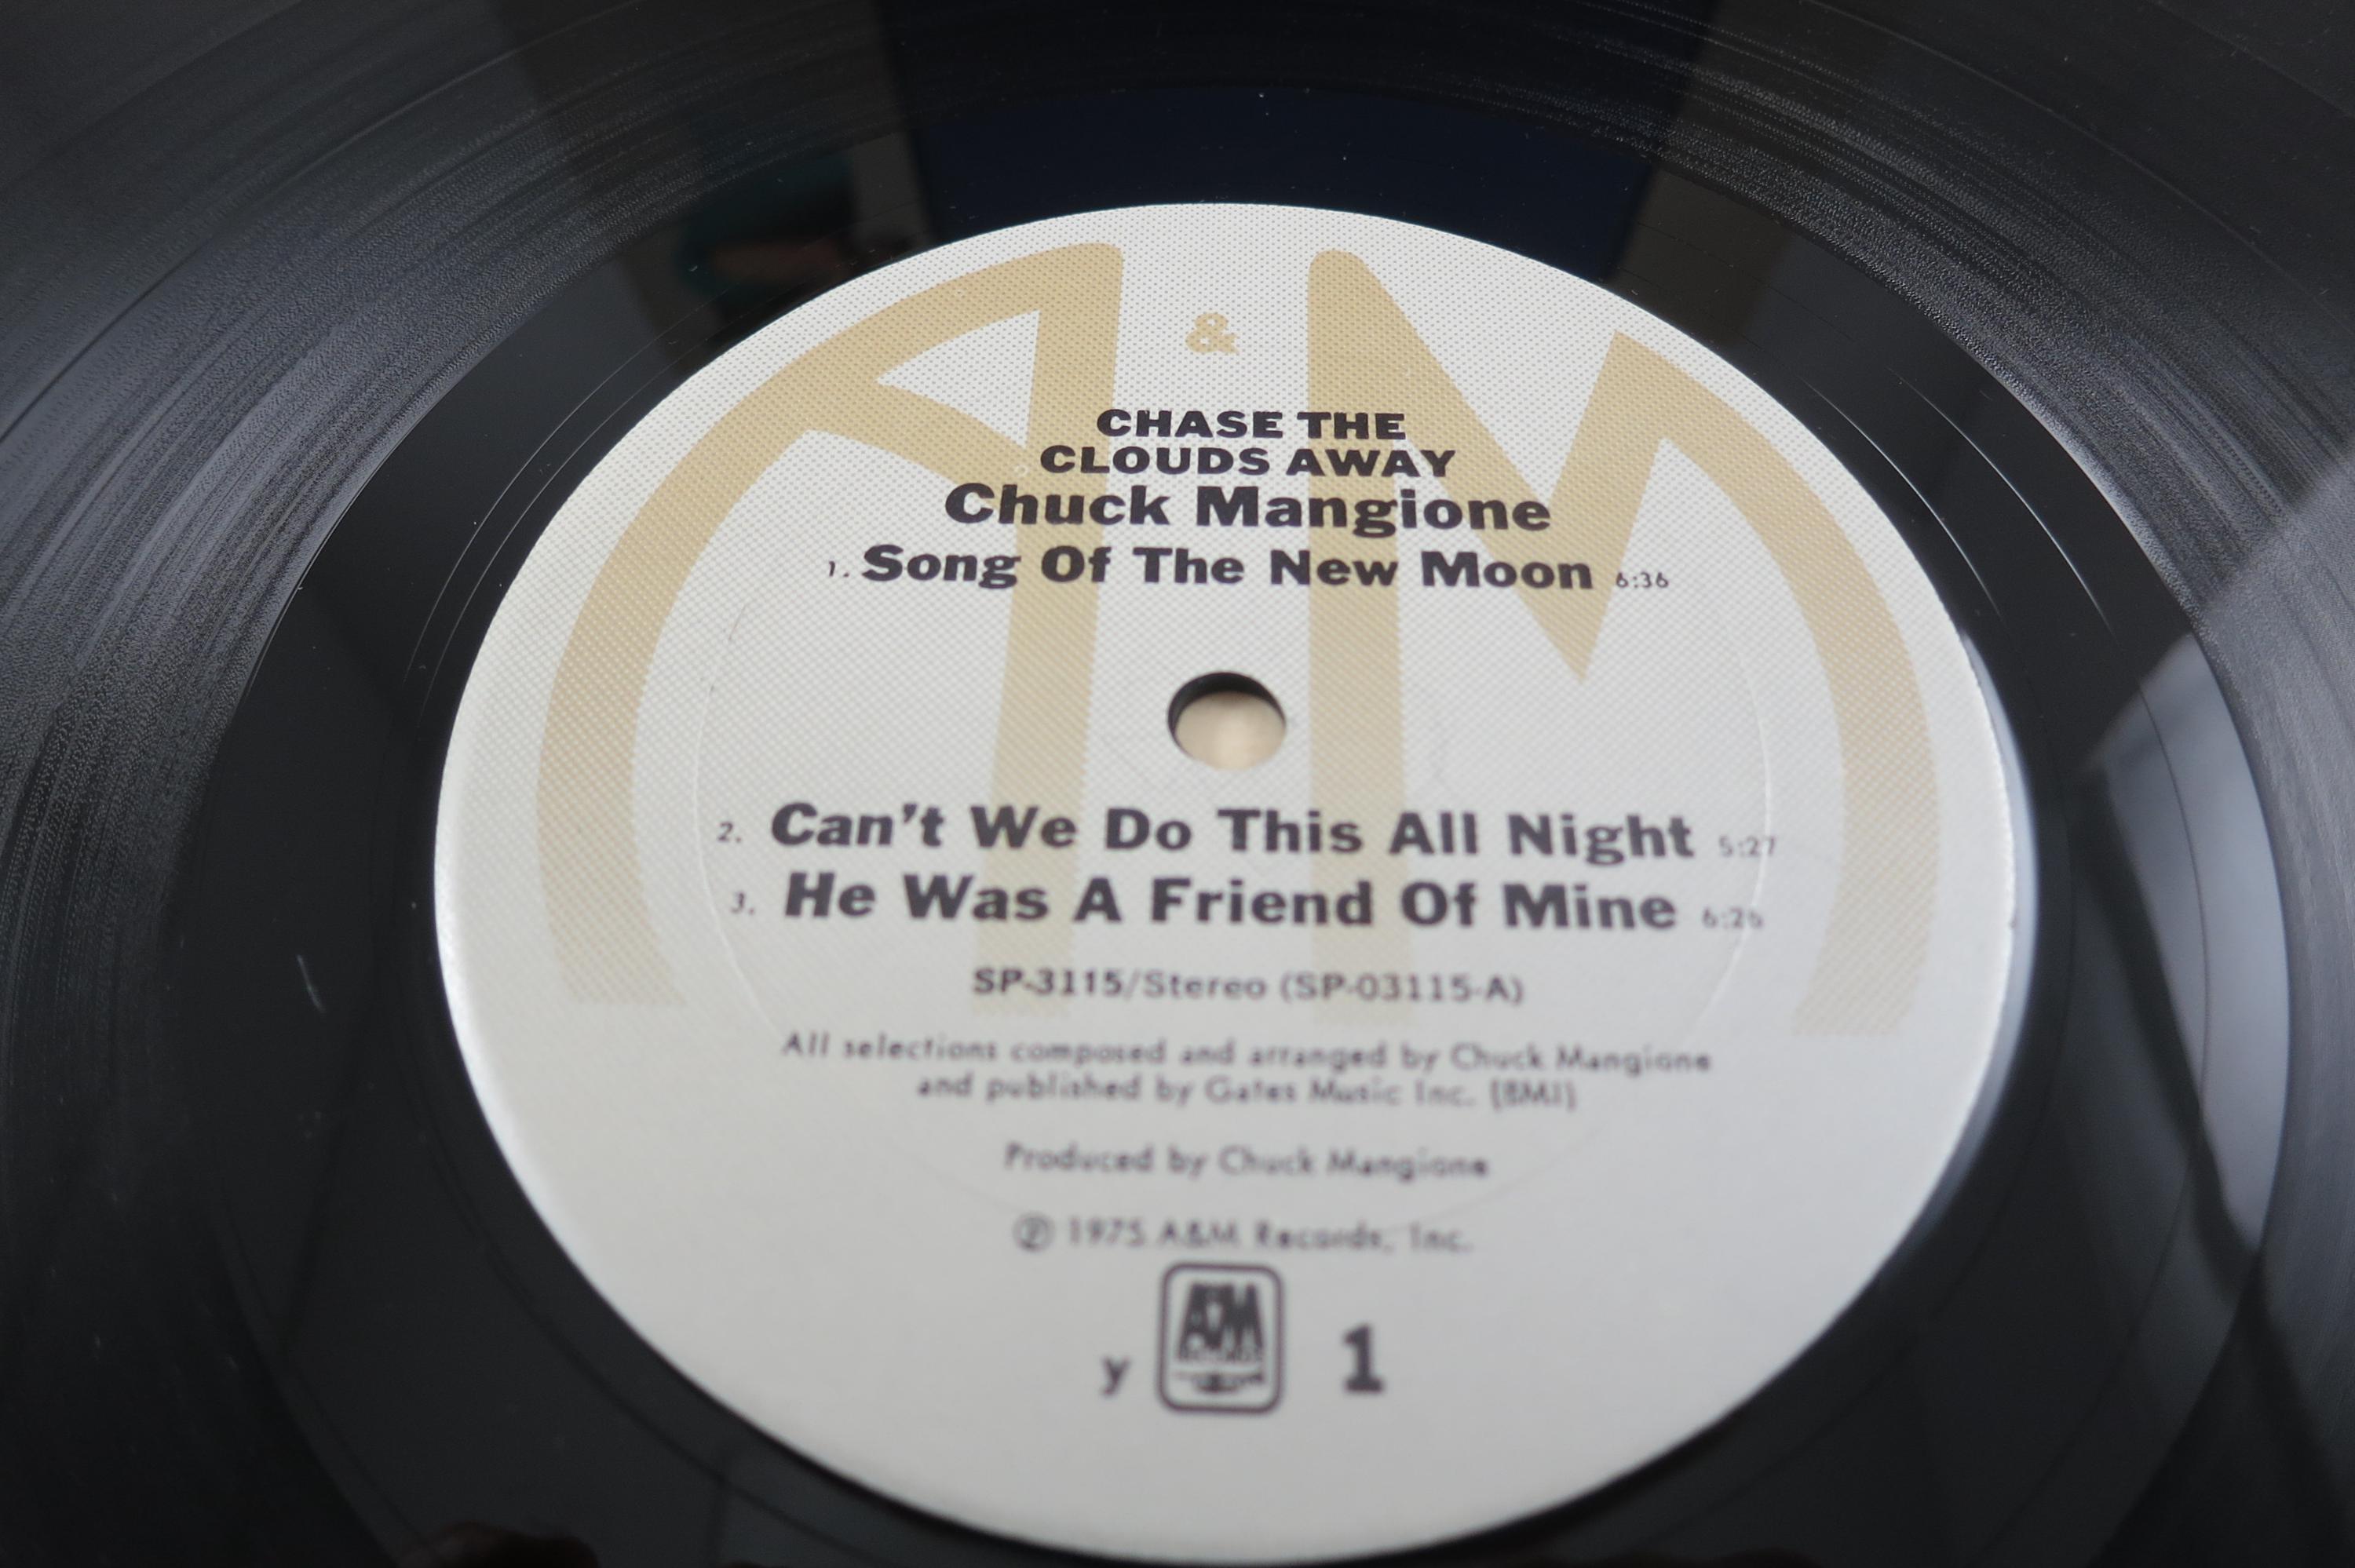 A & M
CHASE THE
CLOUDS AWAY
Chuck Mangione
1. Song Of The New Moon 6:36
2. Can't We Do This All Night 5:27
3. He Was A Friend Of Mine 6:26
SP-3115/Stereo (SP-03115-A)
All selections composed and arranged by Chuck Mangione
and published by Gates Music Inc. (BMI)
Produced by Chuck Mangione
℗ 1975 A&M Records, Inc.
y A&M RECORDS 1